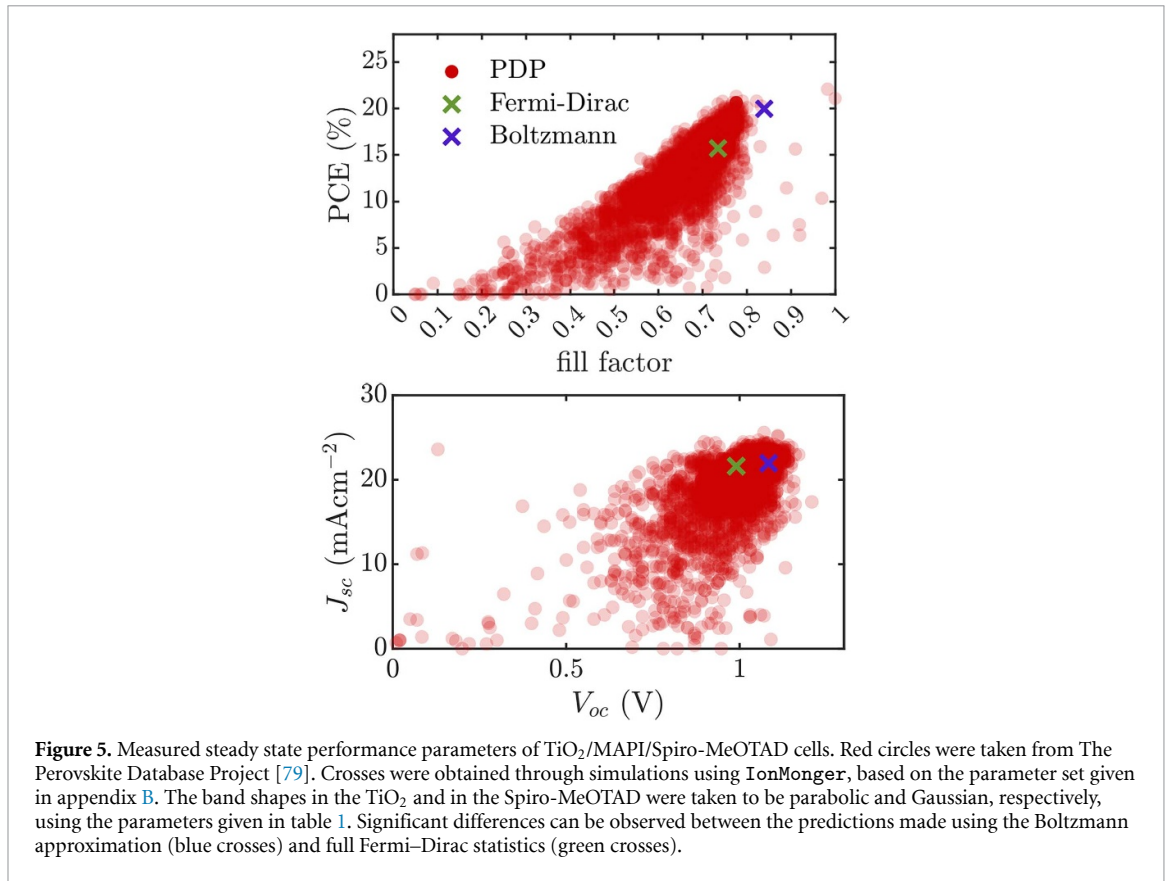 25
20
15
10
5
0
PCE (%)
PDP
Fermi-Dirac
Boltzmann
0 0.1 0.2 0.3 0.4 0.5 0.6 0.7 0.8 0.9 1
fill factor
30
20
10
0
J_sc (mAcm⁻²)
0 0.5 1
V_oc (V)
Figure 5. Measured steady state performance parameters of TiO₂/MAPI/Spiro-MeOTAD cells. Red circles were taken from The
Perovskite Database Project [79]. Crosses were obtained through simulations using IonMonger, based on the parameter set given
in appendix B. The band shapes in the TiO₂ and in the Spiro-MeOTAD were taken to be parabolic and Gaussian, respectively,
using the parameters given in table 1. Significant differences can be observed between the predictions made using the Boltzmann
approximation (blue crosses) and full Fermi–Dirac statistics (green crosses).